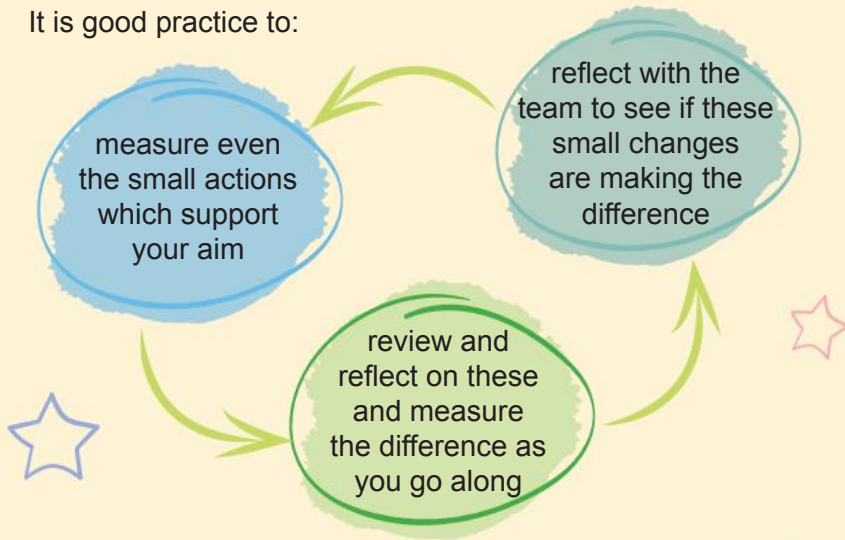 It is good practice to:
measure even
the small actions
which support
your aim
review and
reflect on these
and measure
the difference as
you go along
reflect with the
team to see if these
small changes
are making the
difference